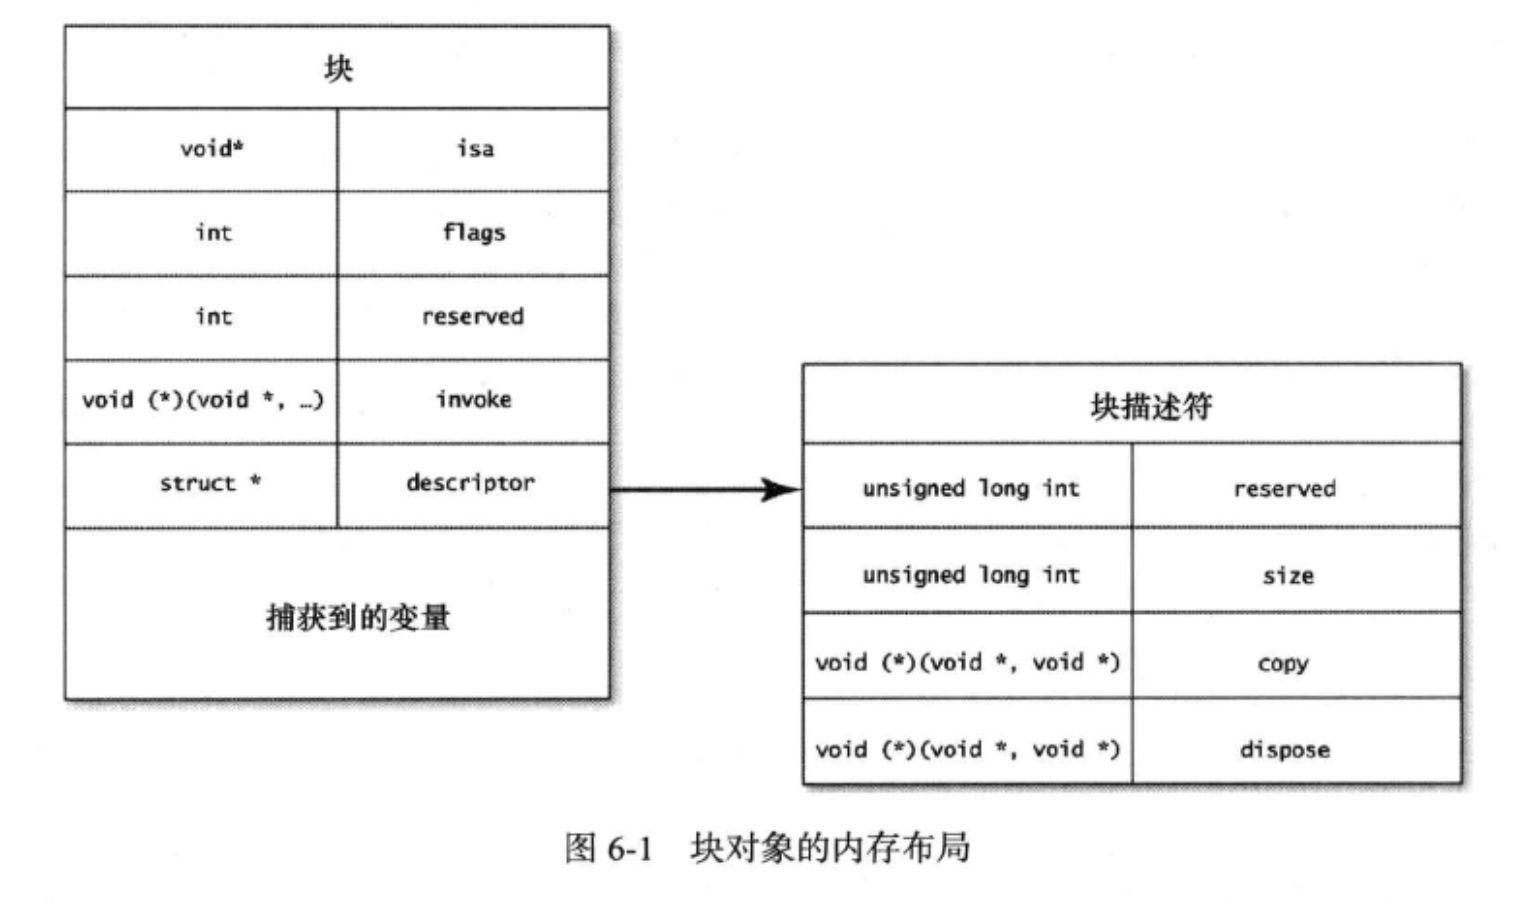 块
void* isa
int flags
int reserved
void (*)(void *, …) invoke
struct * descriptor
捕获到的变量
块描述符
unsigned long int reserved
unsigned long int size
void (*)(void *, void *) copy
void (*)(void *, void *) dispose
图 6-1 块对象的内存布局